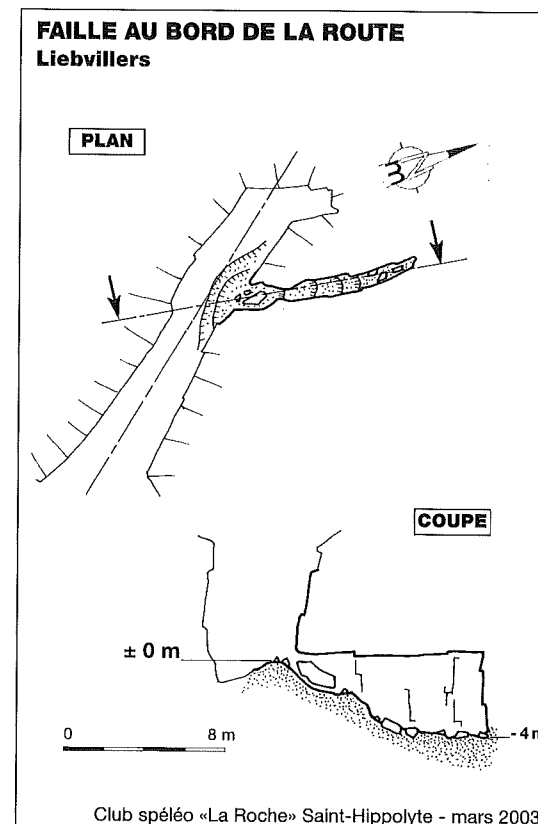 FAILLE AU BORD DE LA ROUTE
Liebvillers
PLAN
N
COUPE
± 0 m
0 8 m
-4 m
Club spéléo «La Roche» Saint-Hippolyte - mars 2003